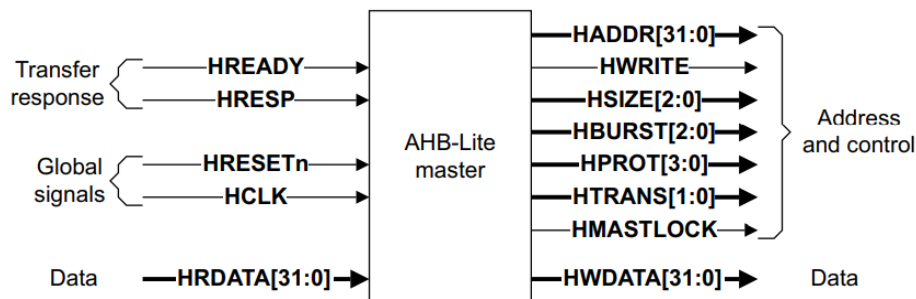 Transfer
response
HREADY
HRESP
Global
signals
HRESETn
HCLK
Data
HRDATA[31:0]
AHB-Lite
master
HADDR[31:0]
HWRITE
HSIZE[2:0]
HBURST[2:0]
HPROT[3:0]
HTRANS[1:0]
HMASTLOCK
Address
and control
HWDATA[31:0]
Data